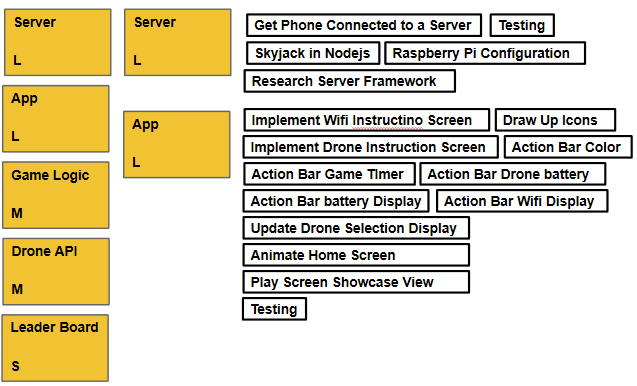 Server
L
App
L
Game Logic
M
Drone API
M
Leader Board
S
Server
L
Get Phone Connected to a Server
Testing
Skyjack in Nodejs
Raspberry Pi Configuration
Research Server Framework
App
L
Implement Wifi Instructino Screen
Draw Up Icons
Implement Drone Instruction Screen
Action Bar Color
Action Bar Game TImer
Action Bar Drone battery
Action Bar battery Display
Action Bar Wifi Display
Update Drone Selection Display
Animate Home Screen
Play Screen Showcase View
Testing